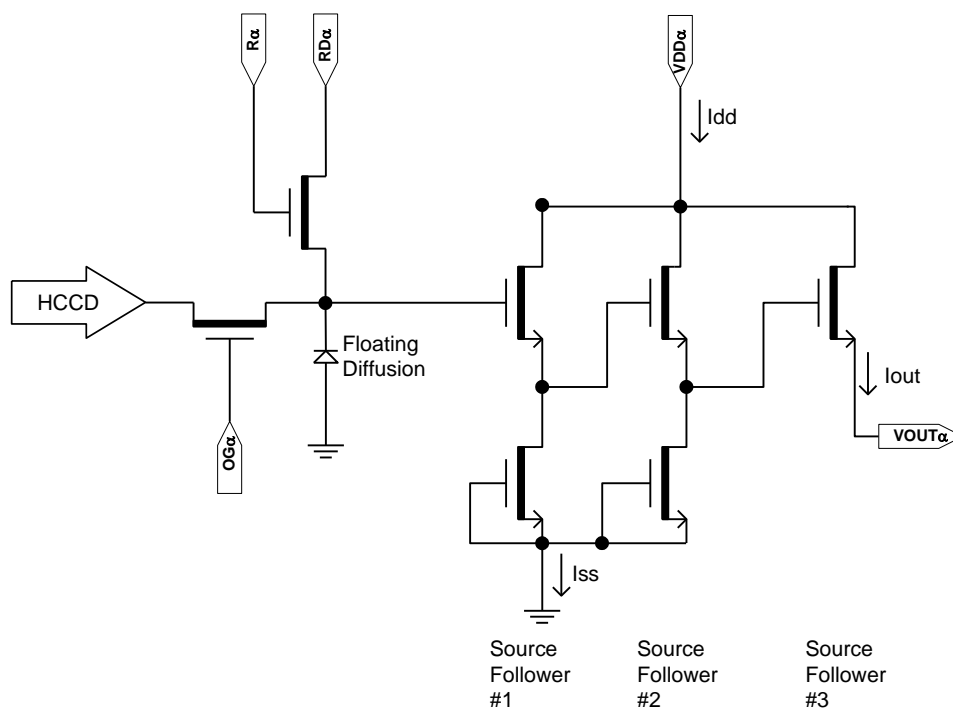 Rα
RDα
VDDα
Idd
HCCD
Floating
Diffusion
Iout
VOUTα
OGα
Iss
Source
Follower
#1
Source
Follower
#2
Source
Follower
#3